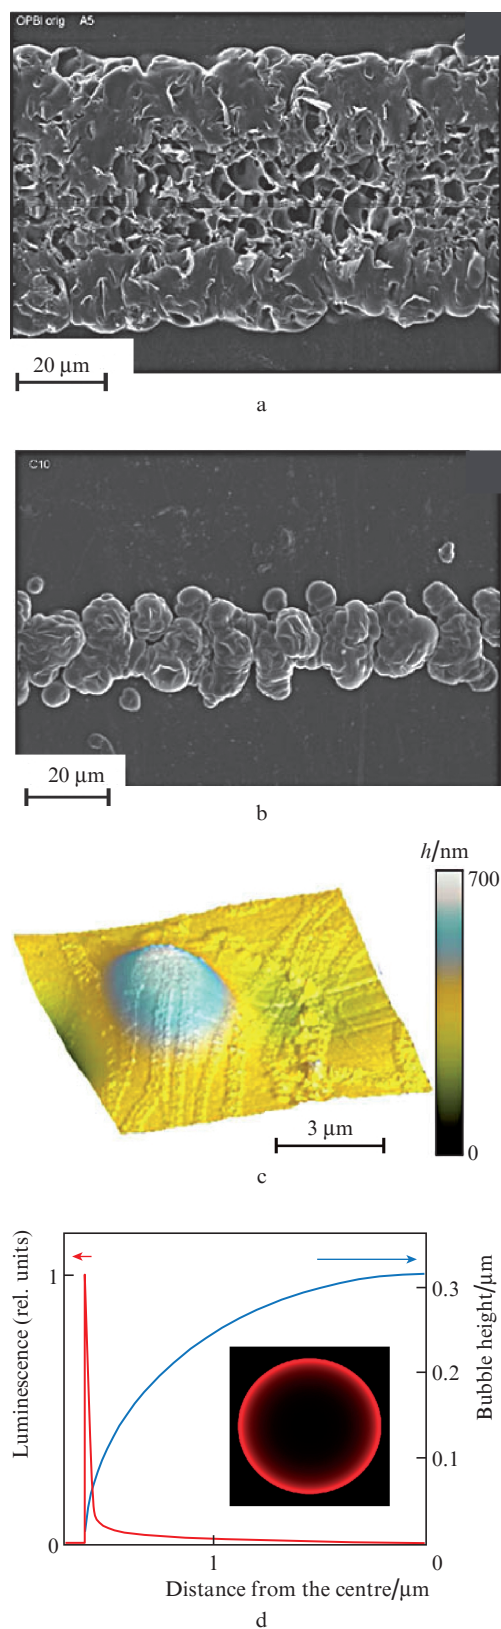 OPBI orig A5
20 µm
a
C10
20 µm
b
h/nm
700
3 µm
0
c
Luminescence (rel. units)
1
0
Bubble height/µm
0.3
0.2
0.1
1
0
Distance from the centre/µm
d